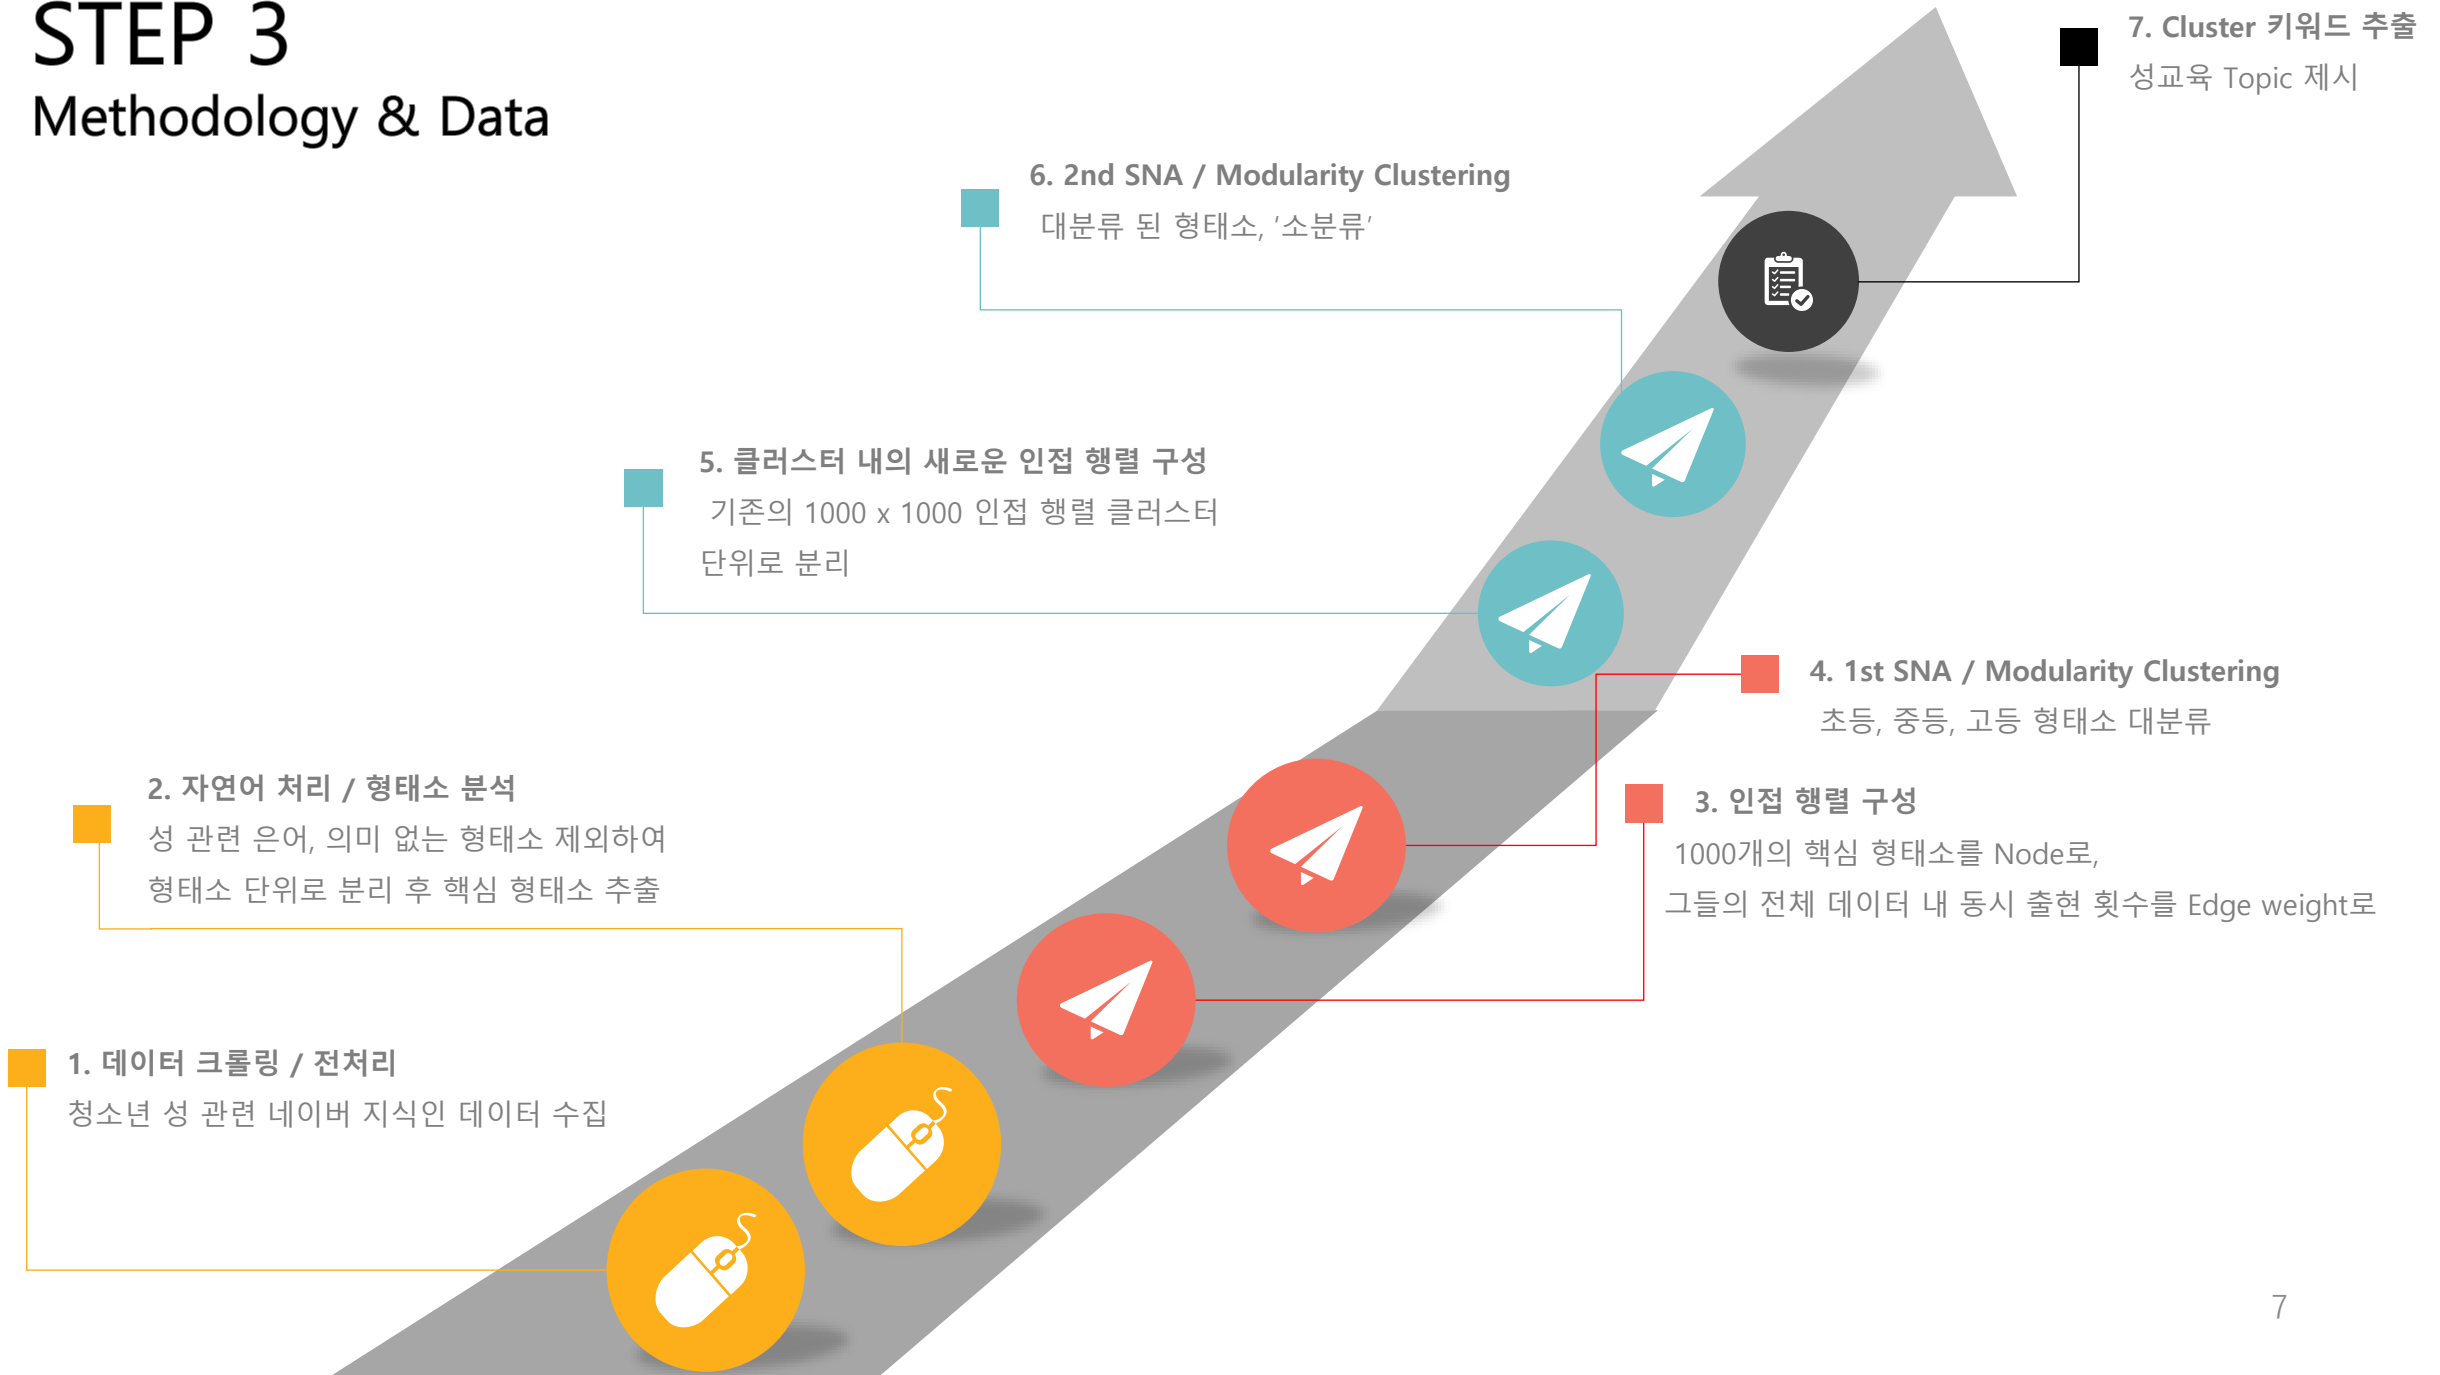 STEP 3
Methodology & Data
7. Cluster 키워드 추출
성교육 Topic 제시
6. 2nd SNA / Modularity Clustering
대분류 된 형태소, ‘소분류’
5. 클러스터 내의 새로운 인접 행렬 구성
기존의 1000 x 1000 인접 행렬 클러스터
단위로 분리
4. 1st SNA / Modularity Clustering
초등, 중등, 고등 형태소 대분류
3. 인접 행렬 구성
1000개의 핵심 형태소를 Node로,
그들의 전체 데이터 내 동시 출현 횟수를 Edge weight로
2. 자연어 처리 / 형태소 분석
성 관련 은어, 의미 없는 형태소 제외하여
형태소 단위로 분리 후 핵심 형태소 추출
1. 데이터 크롤링 / 전처리
청소년 성 관련 네이버 지식인 데이터 수집
7